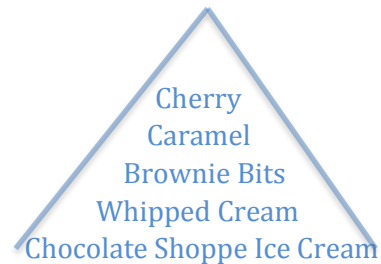 Cherry
Caramel
Brownie Bits
Whipped Cream
Chocolate Shoppe Ice Cream